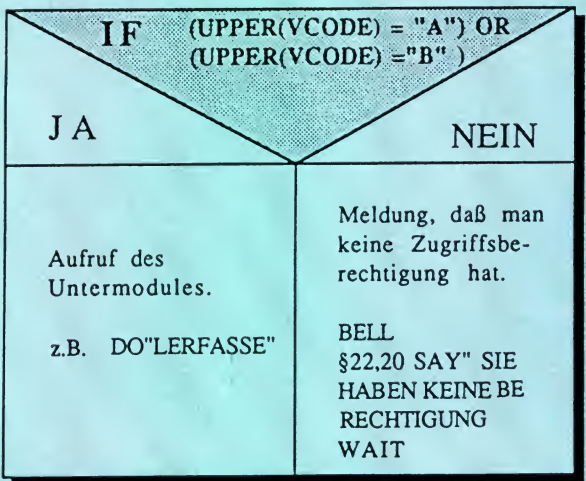 IF (UPPER(VCODE) = "A") OR
(UPPER(VCODE) ="B" )
JA
NEIN
Aufruf des
Untermodules.
z.B. DO"LERFASSE"
Meldung, daß man
keine Zugriffsbe-
rechtigung hat.
BELL
§22,20 SAY" SIE
HABEN KEINE BE
RECHTIGUNG
WAIT